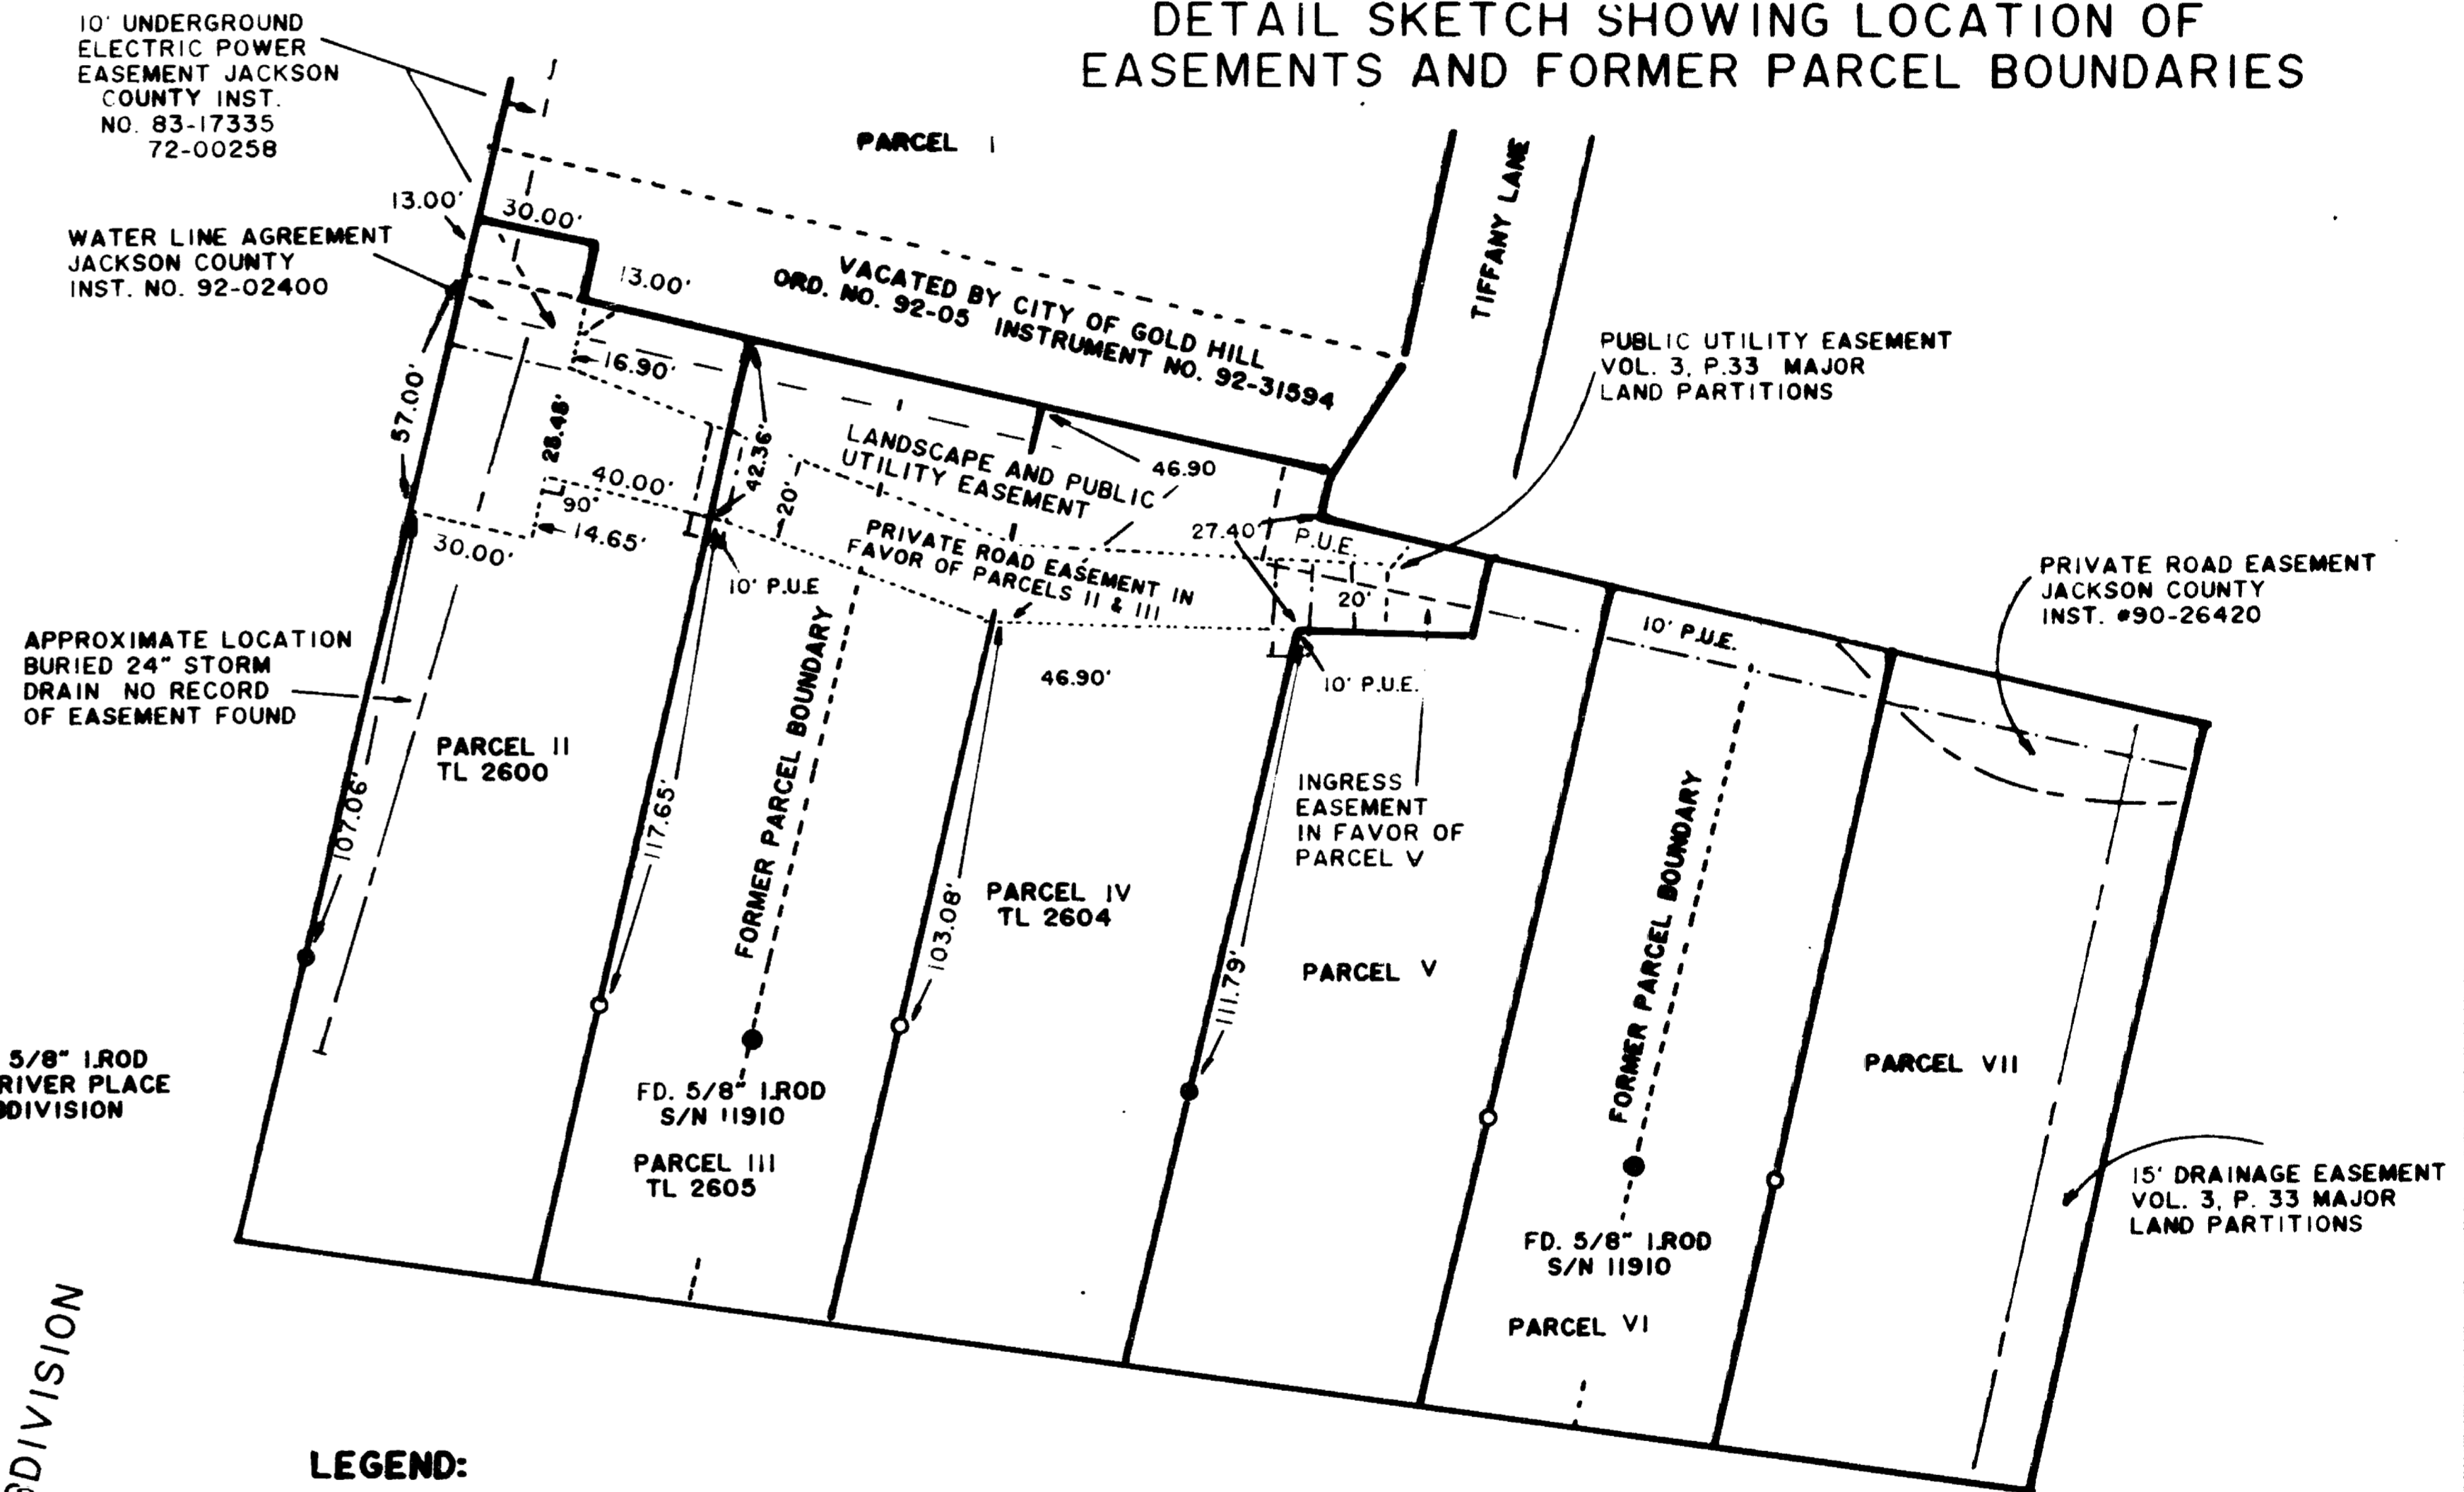 DETAIL SKETCH SHOWING LOCATION OF
EASEMENTS AND FORMER PARCEL BOUNDARIES
10' UNDERGROUND
ELECTRIC POWER
EASEMENT JACKSON
COUNTY INST.
NO. 83-17335
72-00258
PARCEL I
TIFFANY LANE
13.00'
30.00'
WATER LINE AGREEMENT
JACKSON COUNTY
INST. NO. 92-02400
13.00'
VACATED BY CITY OF GOLD HILL
ORD. NO. 92-05 INSTRUMENT NO. 92-31594
PUBLIC UTILITY EASEMENT
VOL. 3, P.33 MAJOR
LAND PARTITIONS
16.90'
57.00'
28.48'
42.36'
LANDSCAPE AND PUBLIC
UTILITY EASEMENT
46.90
40.00'
90°
14.65'
30.00'
20'
PRIVATE ROAD EASEMENT IN
FAVOR OF PARCELS II & III
27.40'
P.U.E.
20'
10' P.U.E
PRIVATE ROAD EASEMENT
JACKSON COUNTY
INST. #90-26420
10' P.U.E.
APPROXIMATE LOCATION
BURIED 24" STORM
DRAIN NO RECORD
OF EASEMENT FOUND
46.90'
10' P.U.E.
PARCEL II
TL 2600
107.06'
117.65'
FORMER PARCEL BOUNDARY
103.08'
PARCEL IV
TL 2604
INGRESS
EASEMENT
IN FAVOR OF
PARCEL V
111.79'
PARCEL V
FORMER PARCEL BOUNDARY
PARCEL VII
5/8" I.ROD
RIVER PLACE
DIVISION
FD. 5/8" I.ROD
S/N 11910
PARCEL III
TL 2605
FD. 5/8" I.ROD
S/N 11910
PARCEL VI
15' DRAINAGE EASEMENT
VOL. 3, P. 33 MAJOR
LAND PARTITIONS
DIVISION
LEGEND: